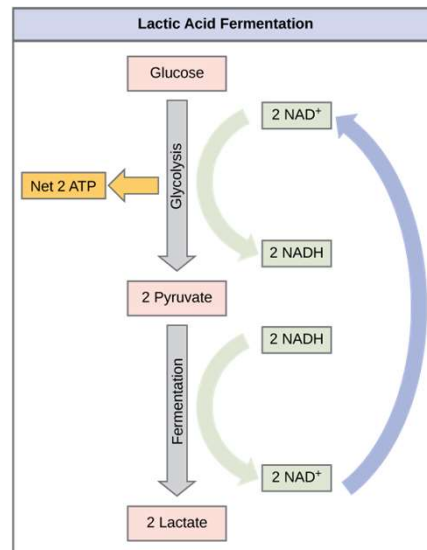 Lactic Acid Fermentation
Glucose
2 NAD⁺
Glycolysis
Net 2 ATP
2 NADH
2 Pyruvate
2 NADH
Fermentation
2 NAD⁺
2 Lactate